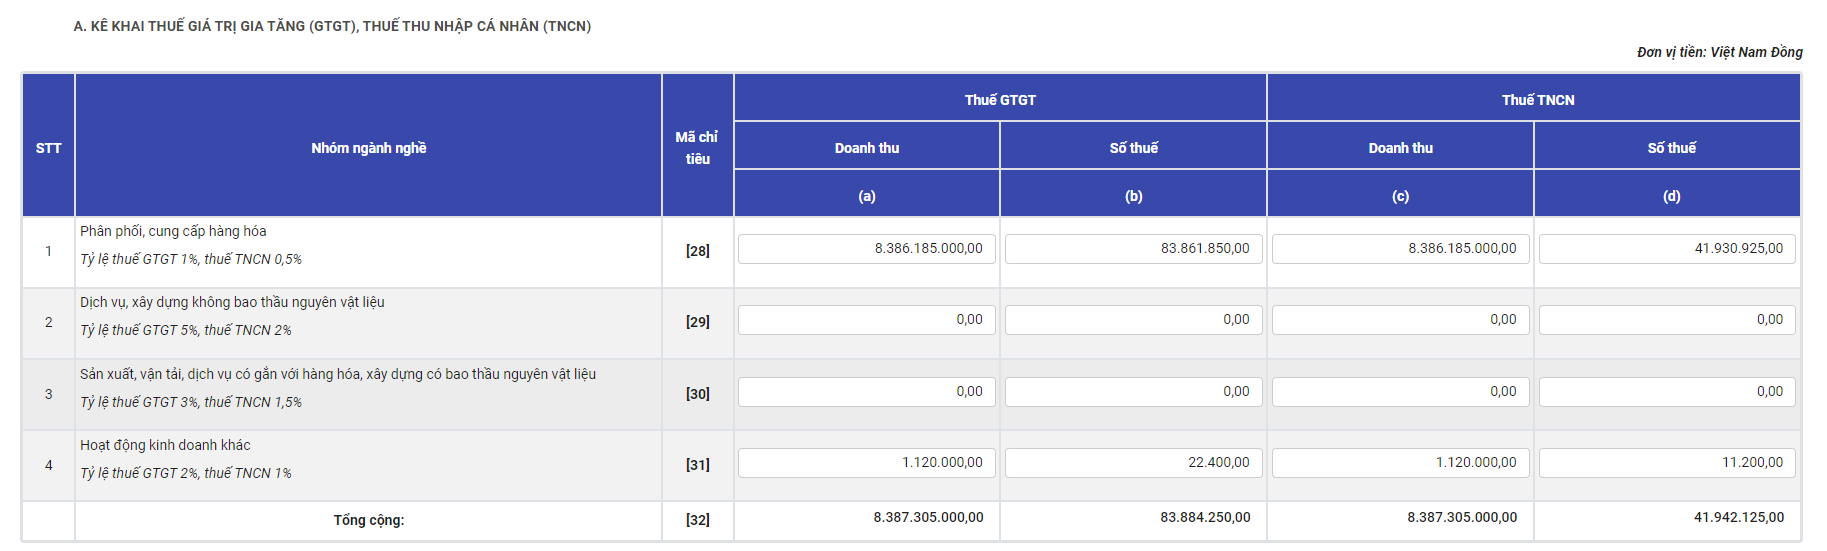 A. KÊ KHAI THUẾ GIÁ TRỊ GIA TĂNG (GTGT), THUẾ THU NHẬP CÁ NHÂN (TNCN)
Đơn vị tiền: Việt Nam Đồng
STT
Nhóm ngành nghề
Mã chỉ
tiêu
Thuế GTGT
Thuế TNCN
Doanh thu
Số thuế
Doanh thu
Số thuế
(a)
(b)
(c)
(d)
1
Phân phối, cung cấp hàng hóa
Tỷ lệ thuế GTGT 1%, thuế TNCN 0,5%
[28]
8.386.185.000,00
83.861.850,00
8.386.185.000,00
41.930.925,00
2
Dịch vụ, xây dựng không bao thầu nguyên vật liệu
Tỷ lệ thuế GTGT 5%, thuế TNCN 2%
[29]
0,00
0,00
0,00
0,00
3
Sản xuất, vận tải, dịch vụ có gắn với hàng hóa, xây dựng có bao thầu nguyên vật liệu
Tỷ lệ thuế GTGT 3%, thuế TNCN 1,5%
[30]
0,00
0,00
0,00
0,00
4
Hoạt động kinh doanh khác
Tỷ lệ thuế GTGT 2%, thuế TNCN 1%
[31]
1.120.000,00
22.400,00
1.120.000,00
11.200,00
Tổng cộng:
[32]
8.387.305.000,00
83.884.250,00
8.387.305.000,00
41.942.125,00